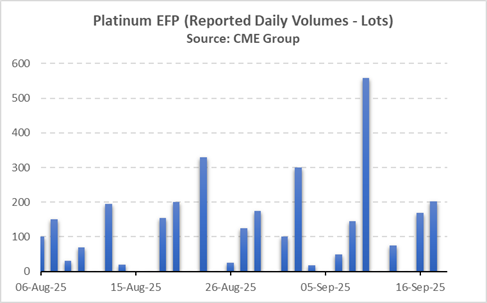 Platinum EFP (Reported Daily Volumes - Lots)
Source: CME Group
600
500
400
300
200
100
0
06-Aug-25 15-Aug-25 26-Aug-25 05-Sep-25 16-Sep-25